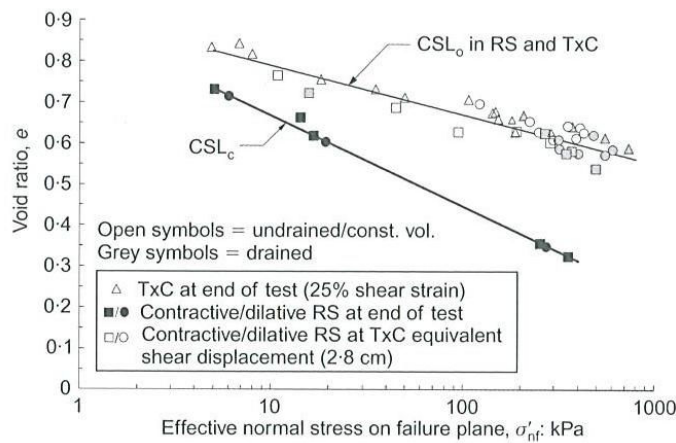 0·9
0·8
0·7
0·6
0·5
0·4
0·3
0·2
0·1
0
Void ratio, e
CSLₒ in RS and TxC
CSL꜀
Open symbols = undrained/const. vol.
Grey symbols = drained
TxC at end of test (25% shear strain)
Contractive/dilative RS at end of test
Contractive/dilative RS at TxC equivalent
shear displacement (2·8 cm)
1 10 100 1000
Effective normal stress on failure plane, σ′nf: kPa